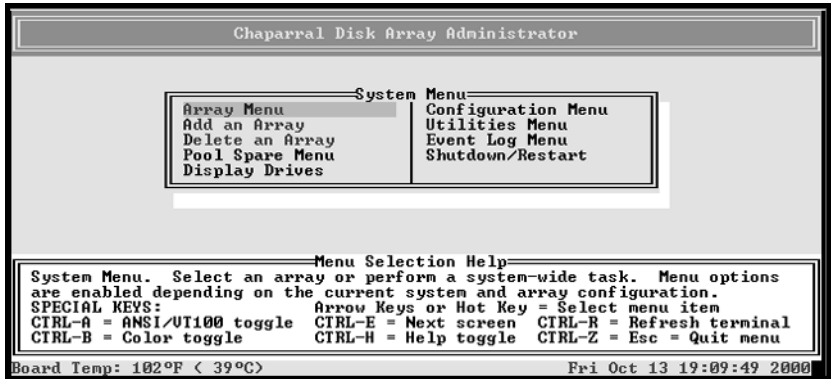 Chaparral Disk Array Administrator
System Menu
Array Menu
Add an Array
Delete an Array
Pool Spare Menu
Display Drives
Configuration Menu
Utilities Menu
Event Log Menu
Shutdown/Restart
Menu Selection Help
System Menu. Select an array or perform a system-wide task. Menu options
are enabled depending on the current system and array configuration.
SPECIAL KEYS: Arrow Keys or Hot Key = Select menu item
CTRL-A = ANSI/VT100 toggle CTRL-E = Next screen CTRL-R = Refresh terminal
CTRL-B = Color toggle CTRL-H = Help toggle CTRL-Z = Esc = Quit menu
Board Temp: 102ºF ( 39ºC) Fri Oct 13 19:09:49 2000